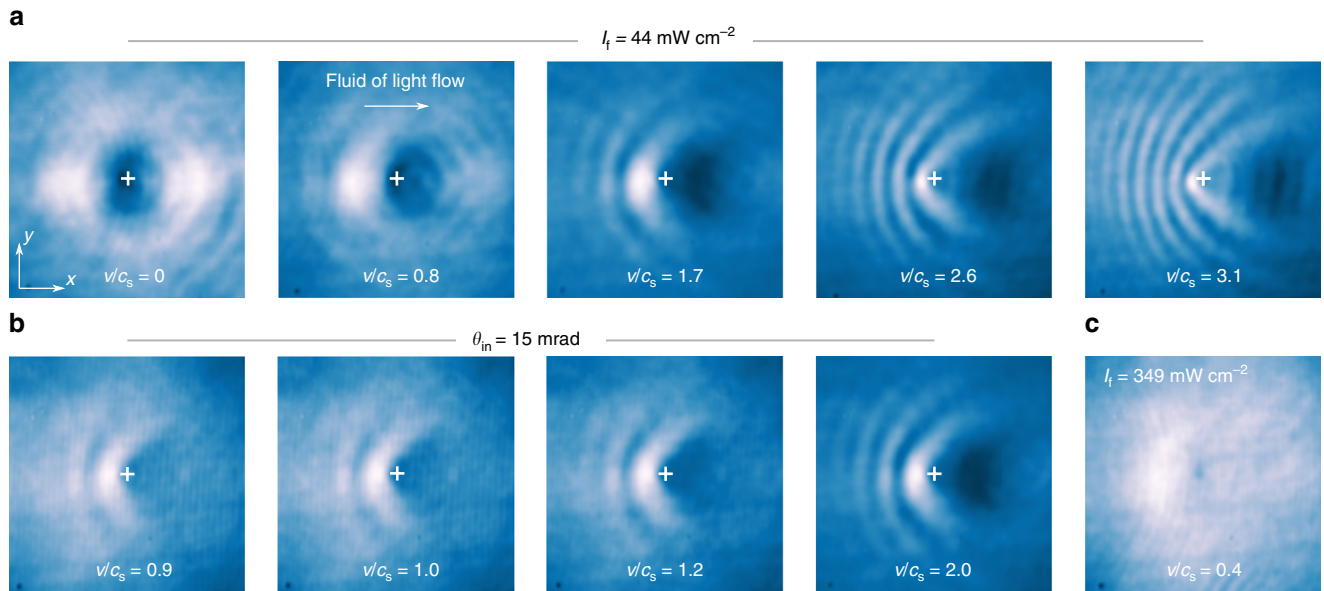 a
I_f = 44 mW cm⁻²
Fluid of light flow
y
x
v/c_s = 0
v/c_s = 0.8
v/c_s = 1.7
v/c_s = 2.6
v/c_s = 3.1
b
θ_in = 15 mrad
c
I_f = 349 mW cm⁻²
v/c_s = 0.9
v/c_s = 1.0
v/c_s = 1.2
v/c_s = 2.0
v/c_s = 0.4